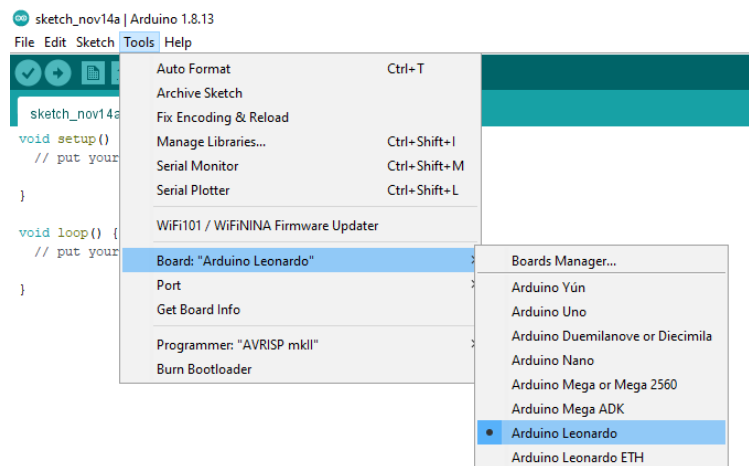 sketch_nov14a | Arduino 1.8.13
File Edit Sketch Tools Help
sketch_nov14a
void setup()
// put your
}
void loop() {
// put your
}
Auto Format Ctrl+T
Archive Sketch
Fix Encoding & Reload
Manage Libraries... Ctrl+Shift+I
Serial Monitor Ctrl+Shift+M
Serial Plotter Ctrl+Shift+L
WiFi101 / WiFiNINA Firmware Updater
Board: "Arduino Leonardo"
Port
Get Board Info
Programmer: "AVRISP mkII"
Burn Bootloader
Boards Manager...
Arduino Yún
Arduino Uno
Arduino Duemilanove or Diecimila
Arduino Nano
Arduino Mega or Mega 2560
Arduino Mega ADK
Arduino Leonardo
Arduino Leonardo ETH